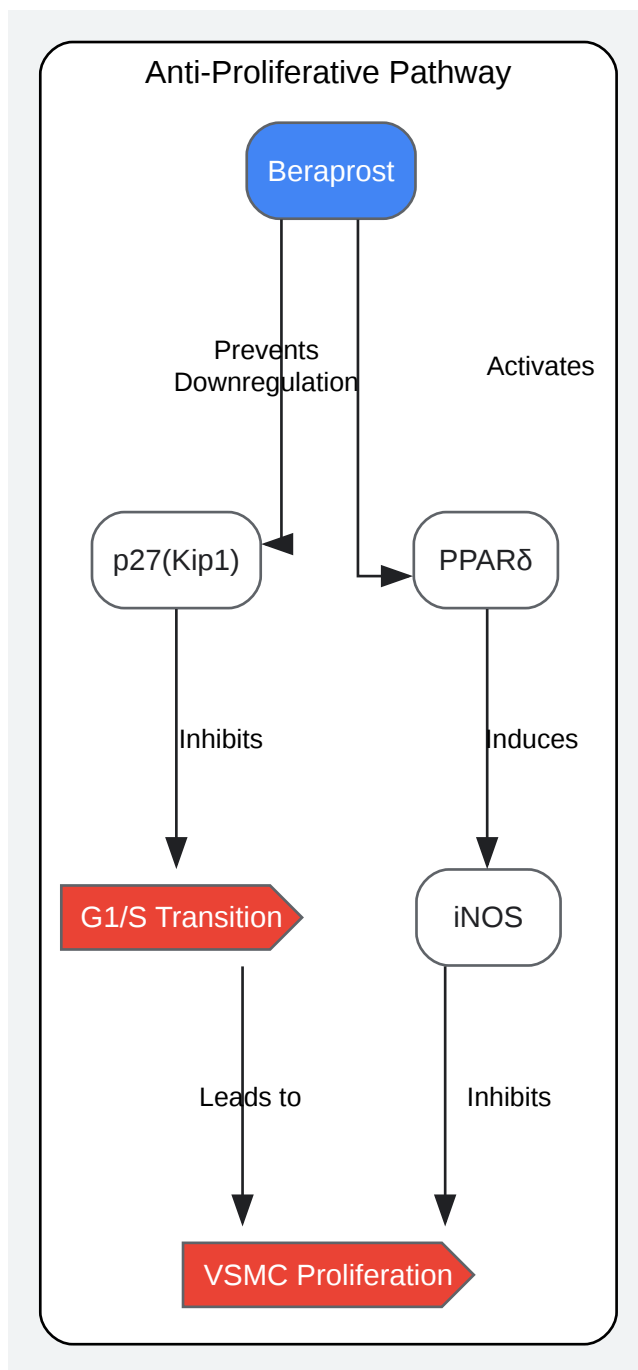 Anti-Proliferative Pathway
Beraprost
Prevents
Downregulation
Activates
p27(Kip1)
PPARδ
Inhibits
Induces
G1/S Transition
iNOS
Leads to
Inhibits
VSMC Proliferation